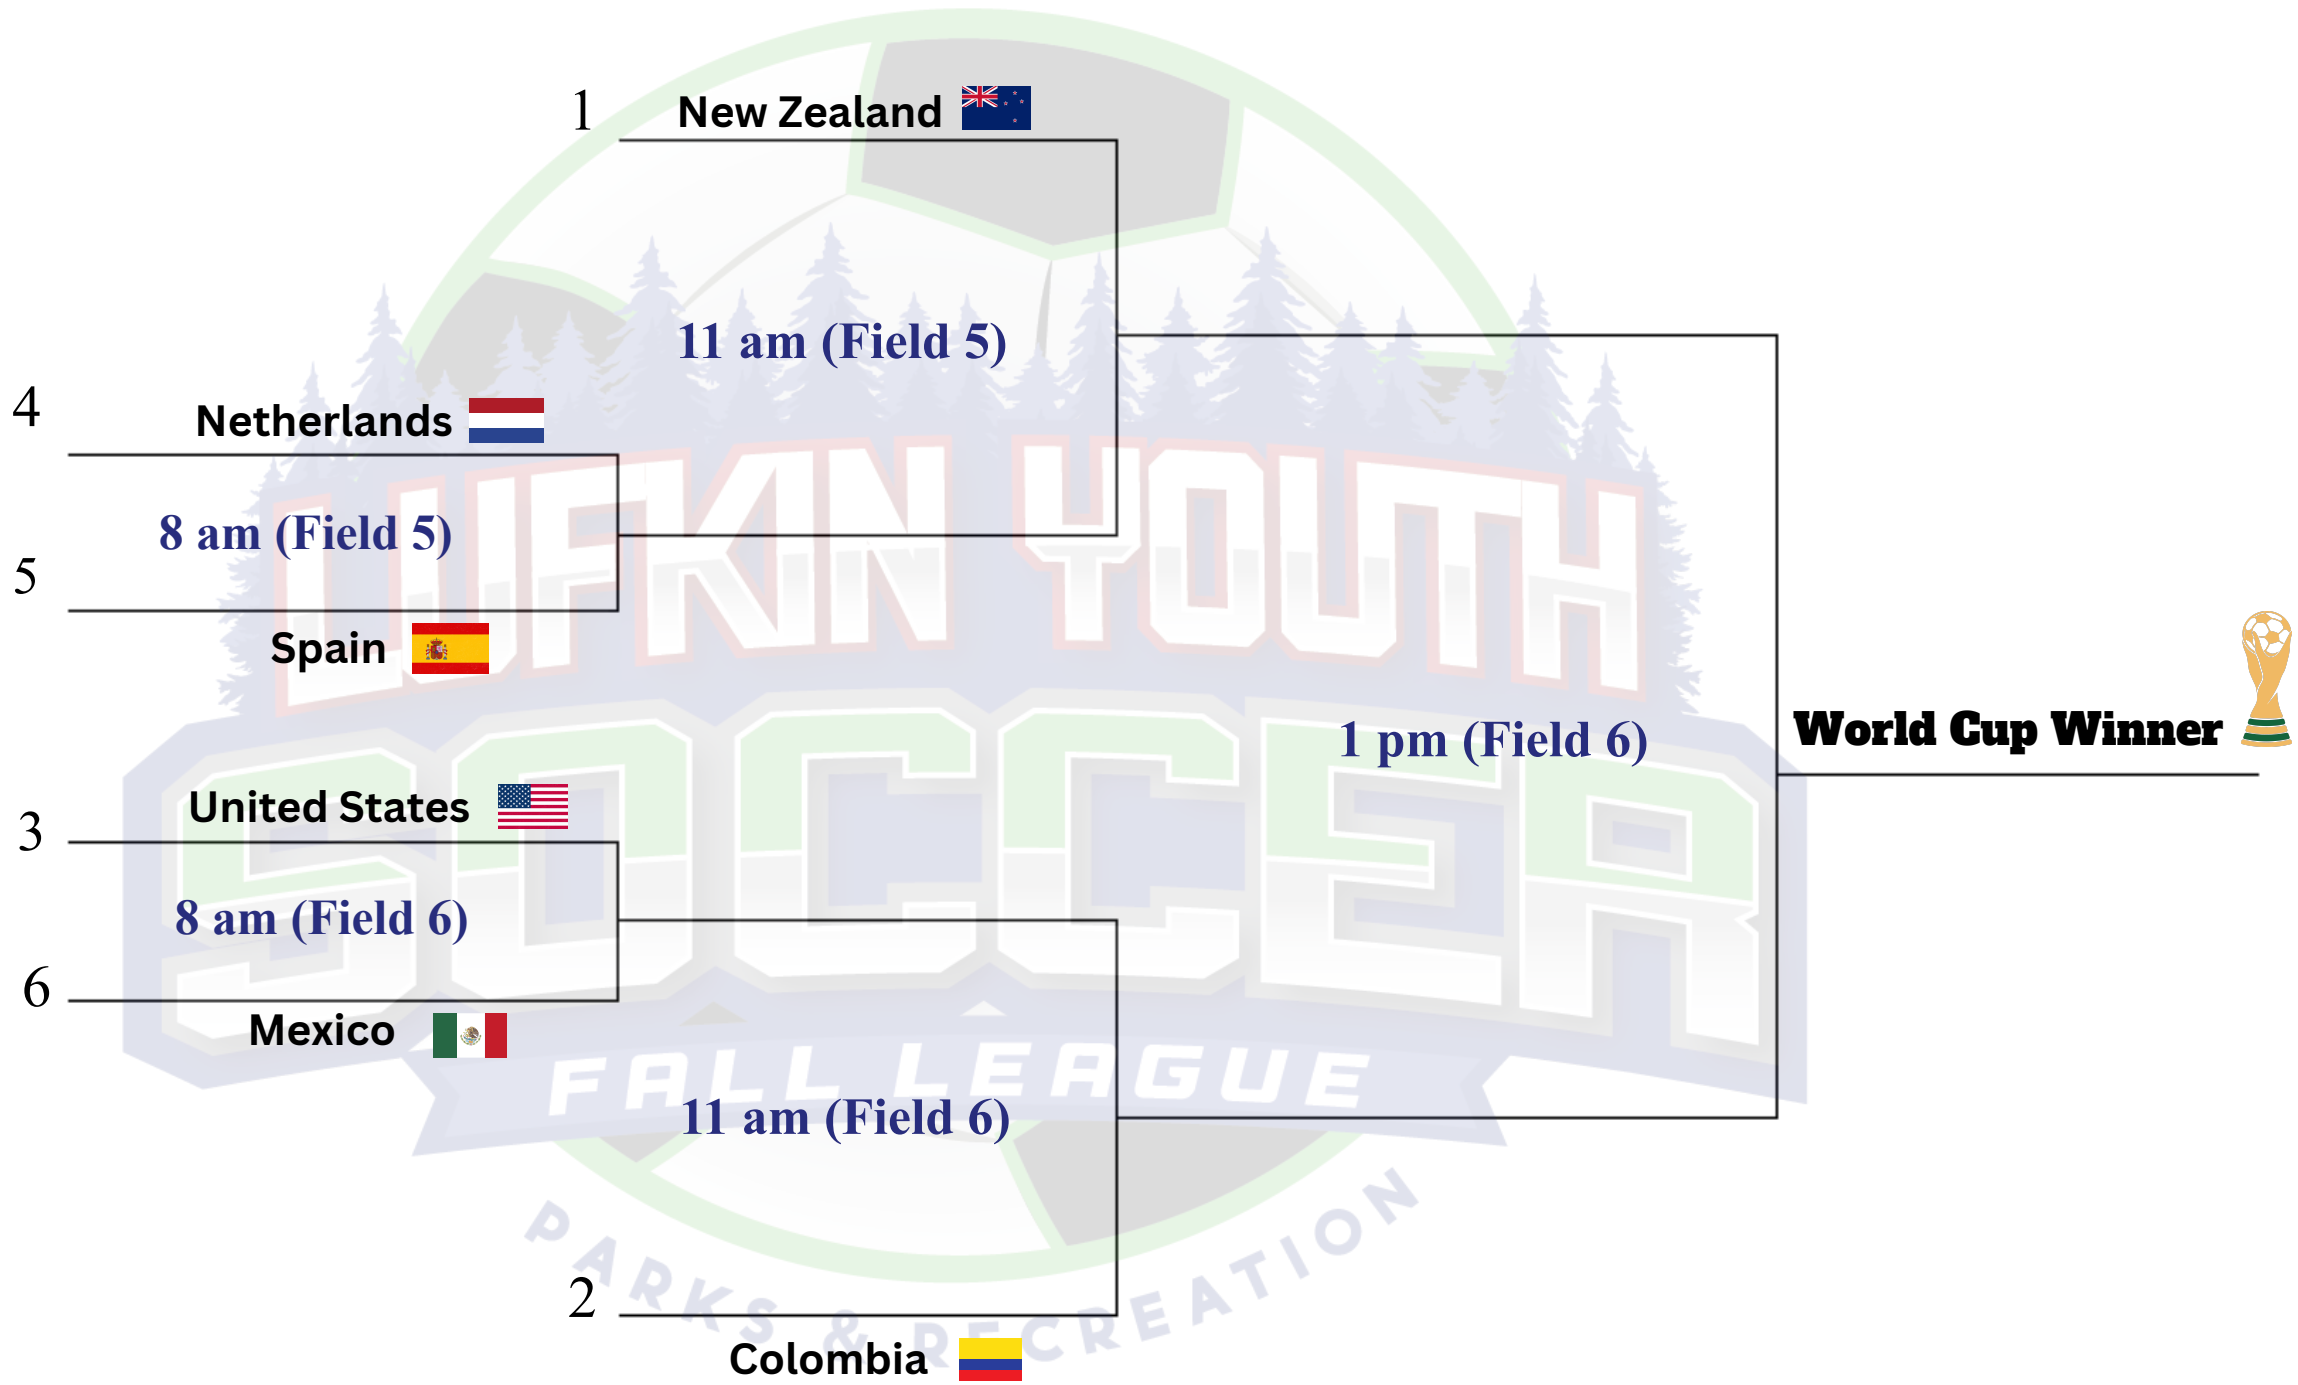 1
New Zealand
11 am (Field 5)
4
Netherlands
8 am (Field 5)
5
Spain
3
United States
8 am (Field 6)
6
Mexico
11 am (Field 6)
2
Colombia
1 pm (Field 6)
World Cup Winner
LUFKIN YOUTH
SOCCER
FALL LEAGUE
PARKS & RECREATION